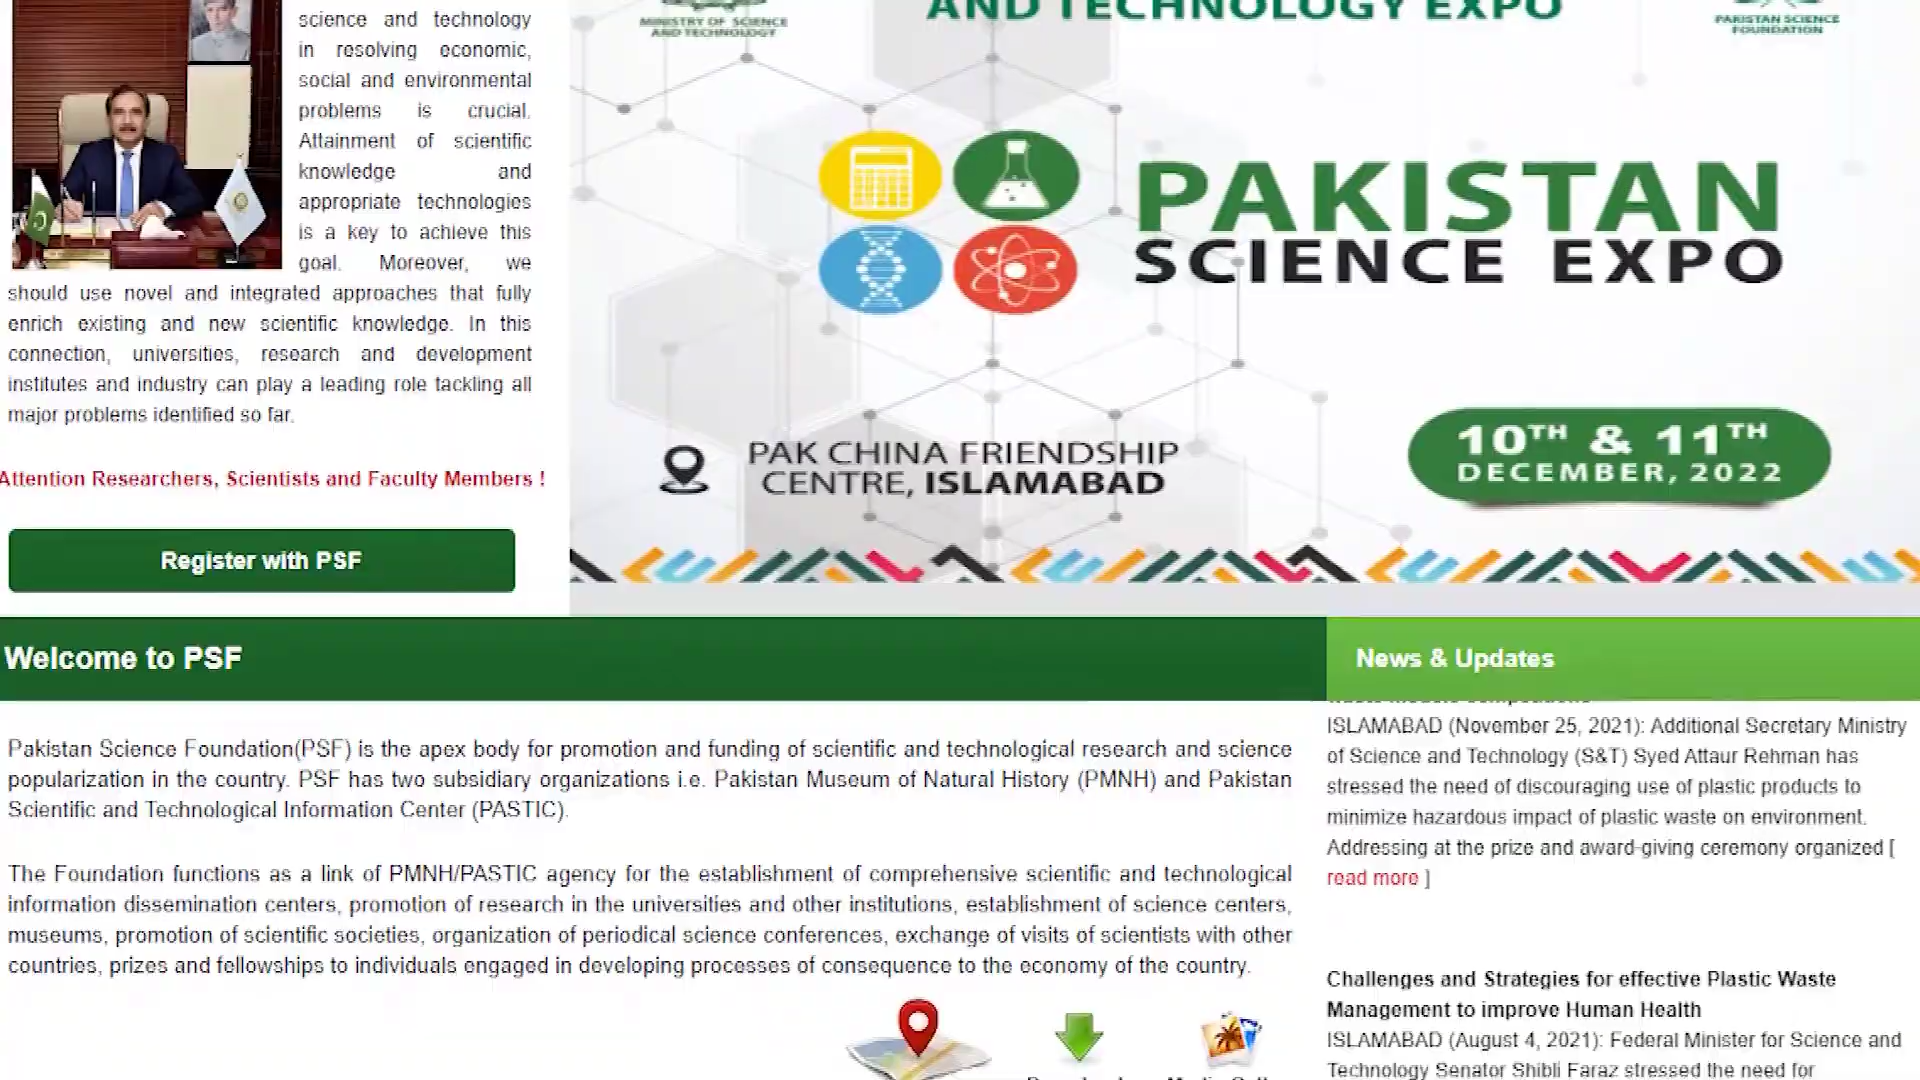 science and technology
in resolving economic,
social and environmental
problems is crucial.
Attainment of scientific
knowledge and
appropriate technologies
is a key to achieve this
goal. Moreover, we
should use novel and integrated approaches that fully
enrich existing and new scientific knowledge. In this
connection, universities, research and development
institutes and industry can play a leading role tackling all
major problems identified so far.
Attention Researchers, Scientists and Faculty Members !
Register with PSF
MINISTRY OF SCIENCE
AND TECHNOLOGY
AND TECHNOLOGY EXPO
PAKISTAN SCIENCE
FOUNDATION
PAKISTAN
SCIENCE EXPO
PAK CHINA FRIENDSHIP
CENTRE, ISLAMABAD
10TH & 11TH
DECEMBER, 2022
Welcome to PSF
Pakistan Science Foundation(PSF) is the apex body for promotion and funding of scientific and technological research and science
popularization in the country. PSF has two subsidiary organizations i.e. Pakistan Museum of Natural History (PMNH) and Pakistan
Scientific and Technological Information Center (PASTIC).
The Foundation functions as a link of PMNH/PASTIC agency for the establishment of comprehensive scientific and technological
information dissemination centers, promotion of research in the universities and other institutions, establishment of science centers,
museums, promotion of scientific societies, organization of periodical science conferences, exchange of visits of scientists with other
countries, prizes and fellowships to individuals engaged in developing processes of consequence to the economy of the country.
News & Updates
ISLAMABAD (November 25, 2021): Additional Secretary Ministry
of Science and Technology (S&T) Syed Attaur Rehman has
stressed the need of discouraging use of plastic products to
minimize hazardous impact of plastic waste on environment.
Addressing at the prize and award-giving ceremony organized [
read more ]
Challenges and Strategies for effective Plastic Waste
Management to improve Human Health
ISLAMABAD (August 4, 2021): Federal Minister for Science and
Technology Senator Shibli Faraz stressed the need for